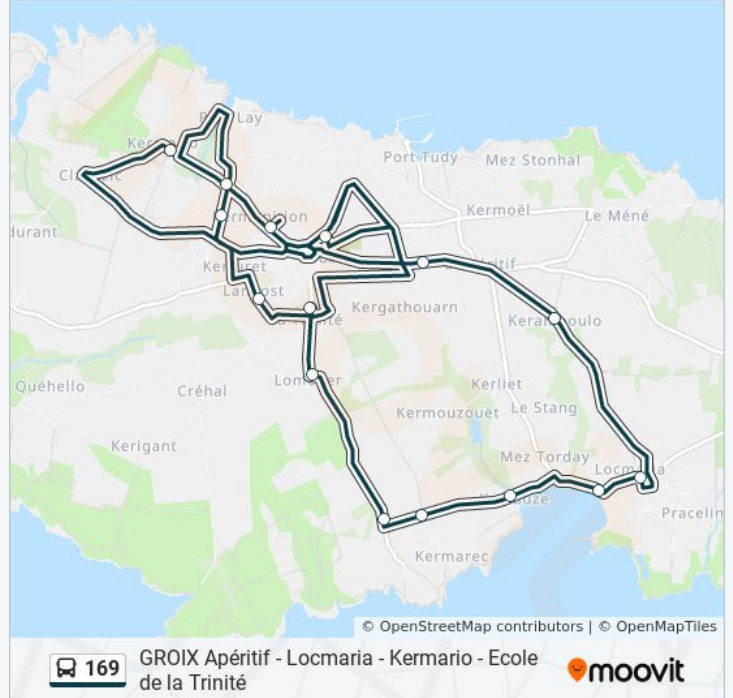 Port Tudy
Mez Stonhal
Kermoël
Le Méné
Kergathouarn
Quéhello
Créhal
Kerliet
Kermouzouët
Le Stang
Kerigant
Mez Torday
Locmaria
Pracelin
Kermarec
© OpenStreetMap contributors | © OpenMapTiles
169
GROIX Apéritif - Locmaria - Kermario - Ecole
de la Trinité
moovit